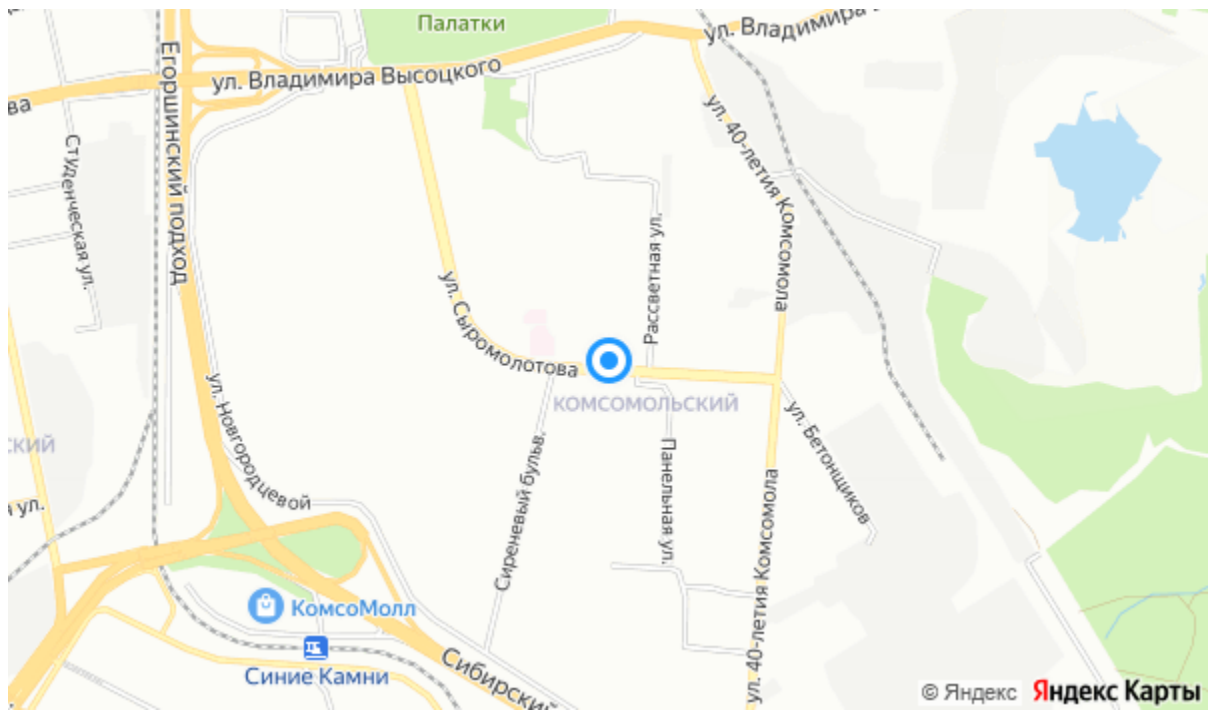 Палатки
ул. Владимира
ул. Владимира Высоцкого
ва
Егоршинский подход
Студенческая ул.
ул. 40-летия Комсомола
Рассветная ул.
ул. Сыромолотова
КОМСОМОЛЬСКИЙ
ул. Новгородцевой
ский
ул. Бетонщиков
Панельная ул.
Сиреневый бульв.
ул. 40-летия Комсомола
ул.
КомсоМолл
Синие Камни
Сибирский
© Яндекс Яндекс Карты